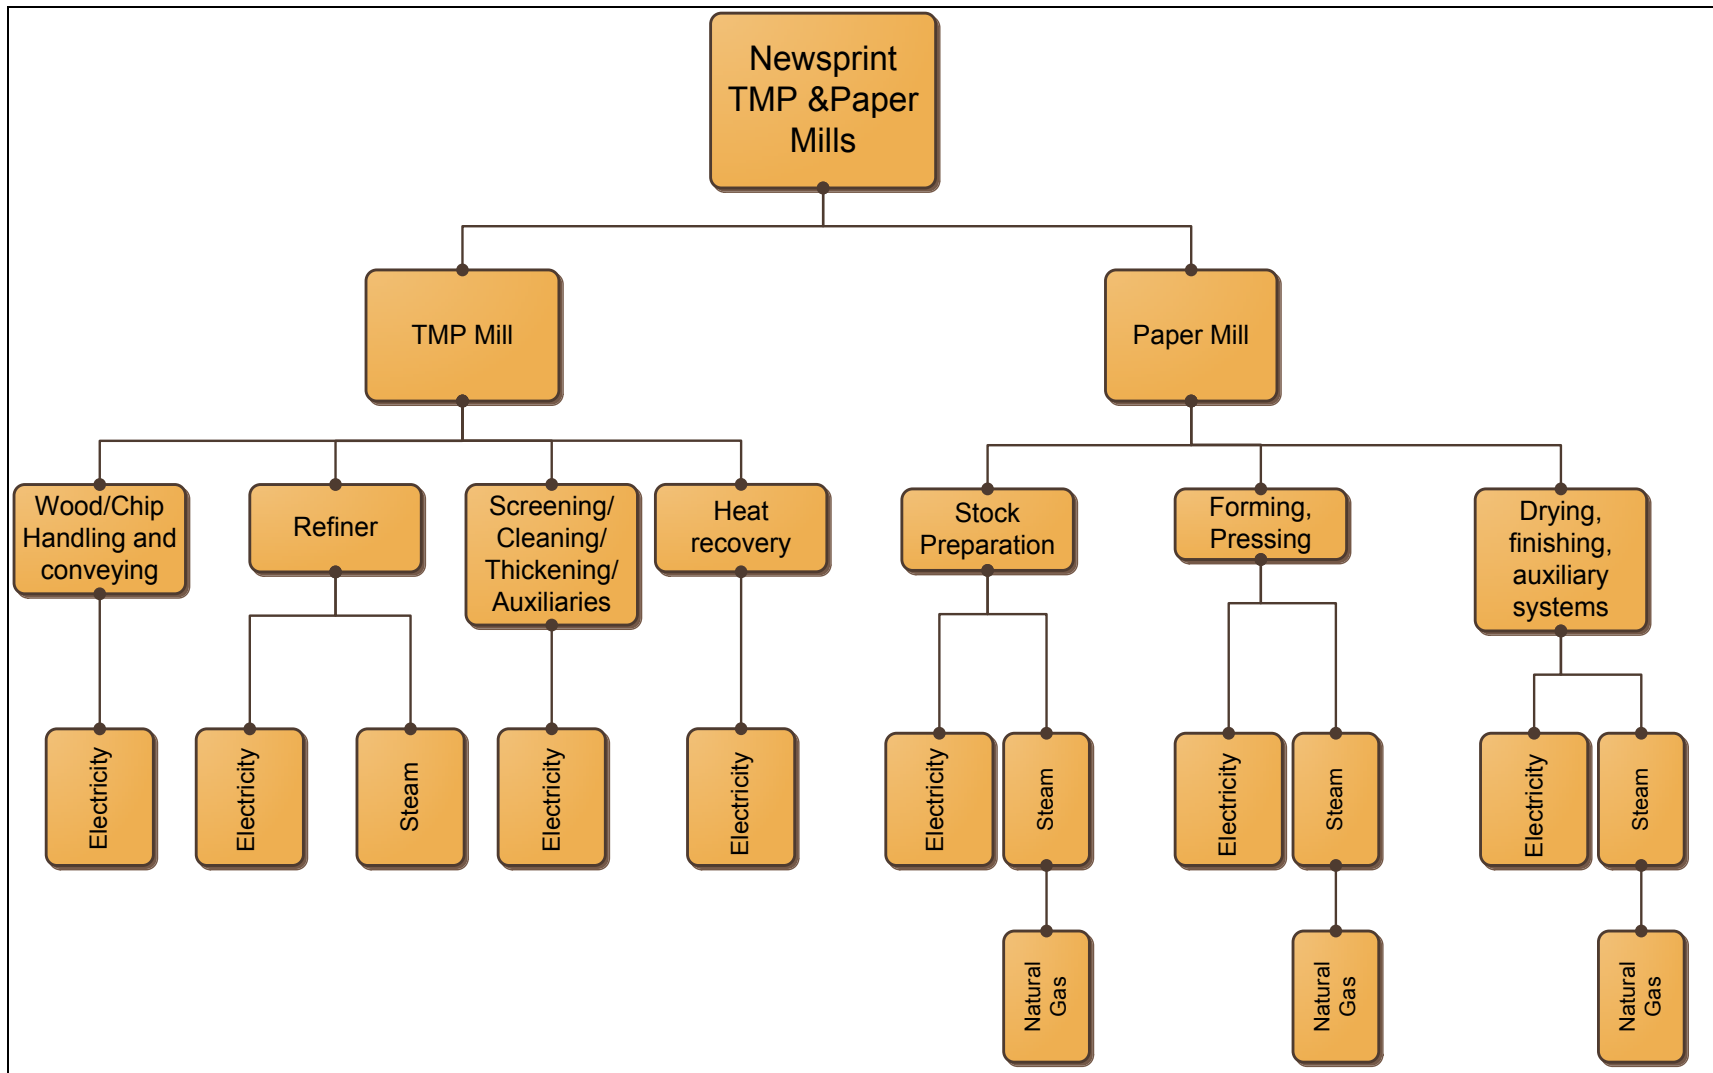 Newsprint
TMP &Paper
Mills
TMP Mill
Paper Mill
Wood/Chip
Handling and
conveying
Refiner
Screening/
Cleaning/
Thickening/
Auxiliaries
Heat
recovery
Stock
Preparation
Forming,
Pressing
Drying,
finishing,
auxiliary
systems
Electricity
Electricity
Steam
Electricity
Electricity
Electricity
Steam
Electricity
Steam
Electricity
Steam
Natural
Gas
Natural
Gas
Natural
Gas